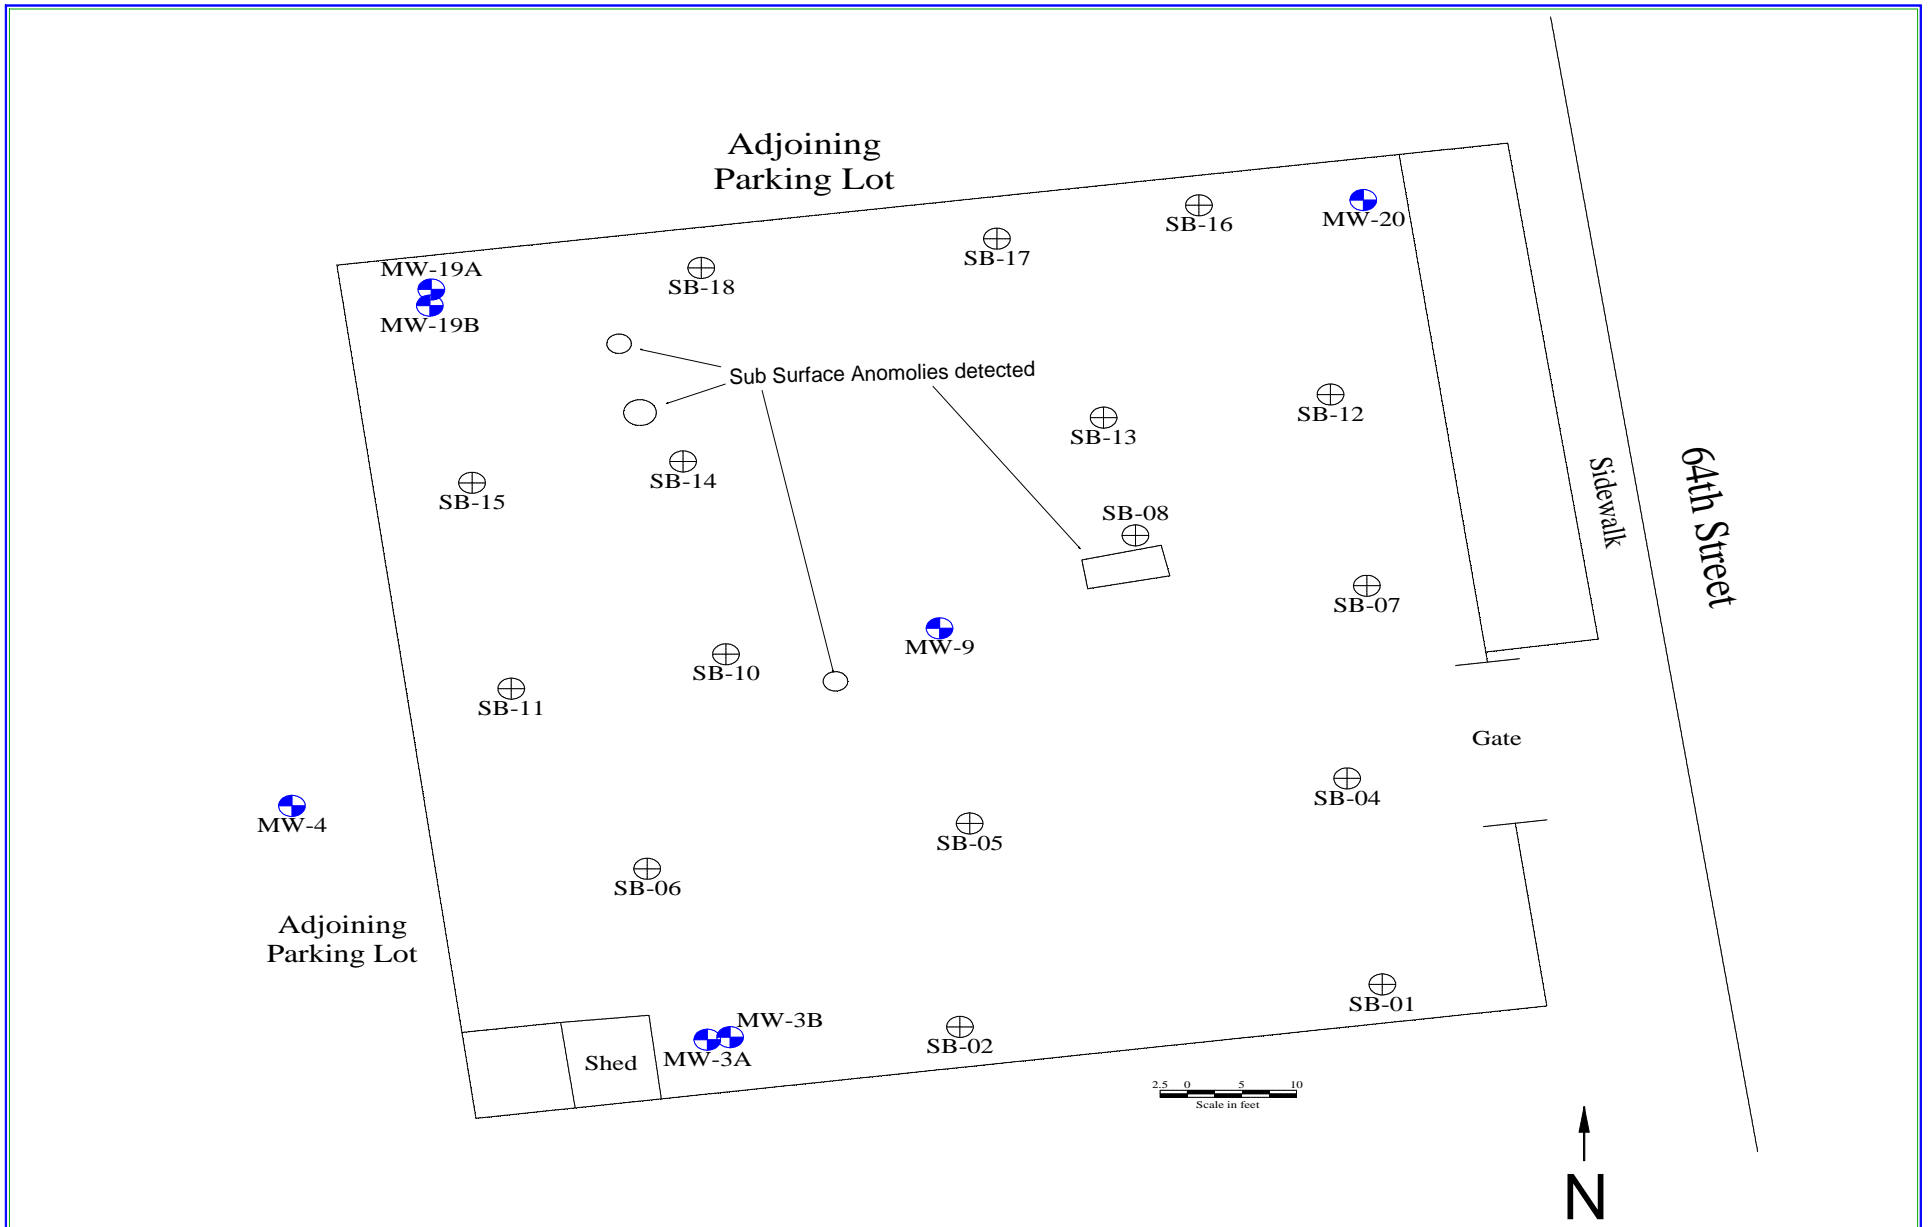 Adjoining
Parking Lot
SB-16
MW-20
SB-17
MW-19A
SB-18
MW-19B
Sub Surface Anomolies detected
SB-12
SB-13
SB-14
SB-15
Sidewalk
64th Street
SB-08
SB-07
MW-9
SB-10
SB-11
Gate
SB-04
MW-4
SB-05
SB-06
Adjoining
Parking Lot
SB-01
MW-3B
SB-02
MW-3A
Shed
2.5 0 5 10
Scale in feet
N